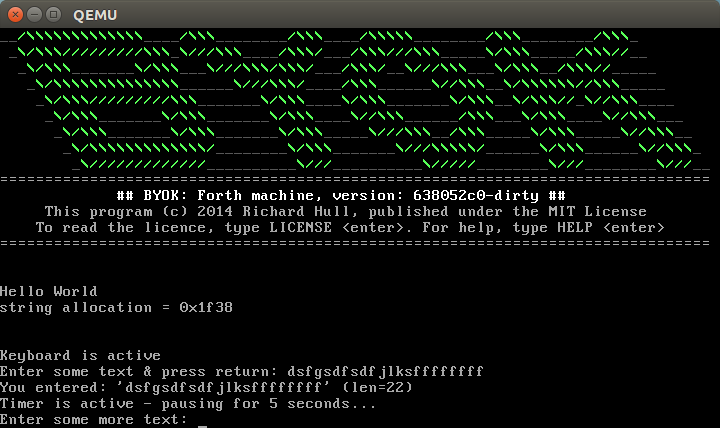 QEMU
BYOK
## BYOK: Forth machine, version: 638052c0-dirty ##
This program (c) 2014 Richard Hull, published under the MIT License
To read the licence, type LICENSE <enter>. For help, type HELP <enter>
Hello World
string allocation = 0x1f38
Keyboard is active
Enter some text & press return: dsfgsdfsdfjlksffffffff
You entered: 'dsfgsdfsdfjlksffffffff' (len=22)
Timer is active - pausing for 5 seconds...
Enter some more text: _